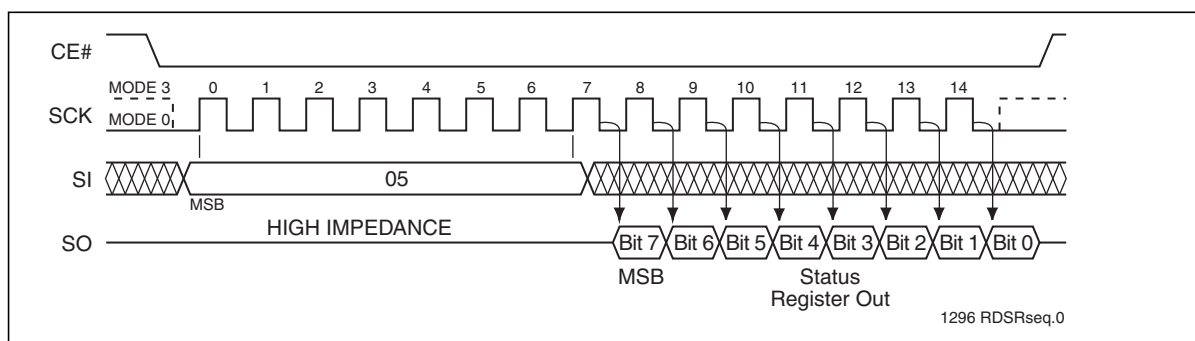 CE#
MODE 3 0 1 2 3 4 5 6 7 8 9 10 11 12 13 14
SCK
MODE 0
SI 05
MSB
HIGH IMPEDANCE
SO Bit 7 Bit 6 Bit 5 Bit 4 Bit 3 Bit 2 Bit 1 Bit 0
MSB Status
Register Out
1296 RDSRseq.0